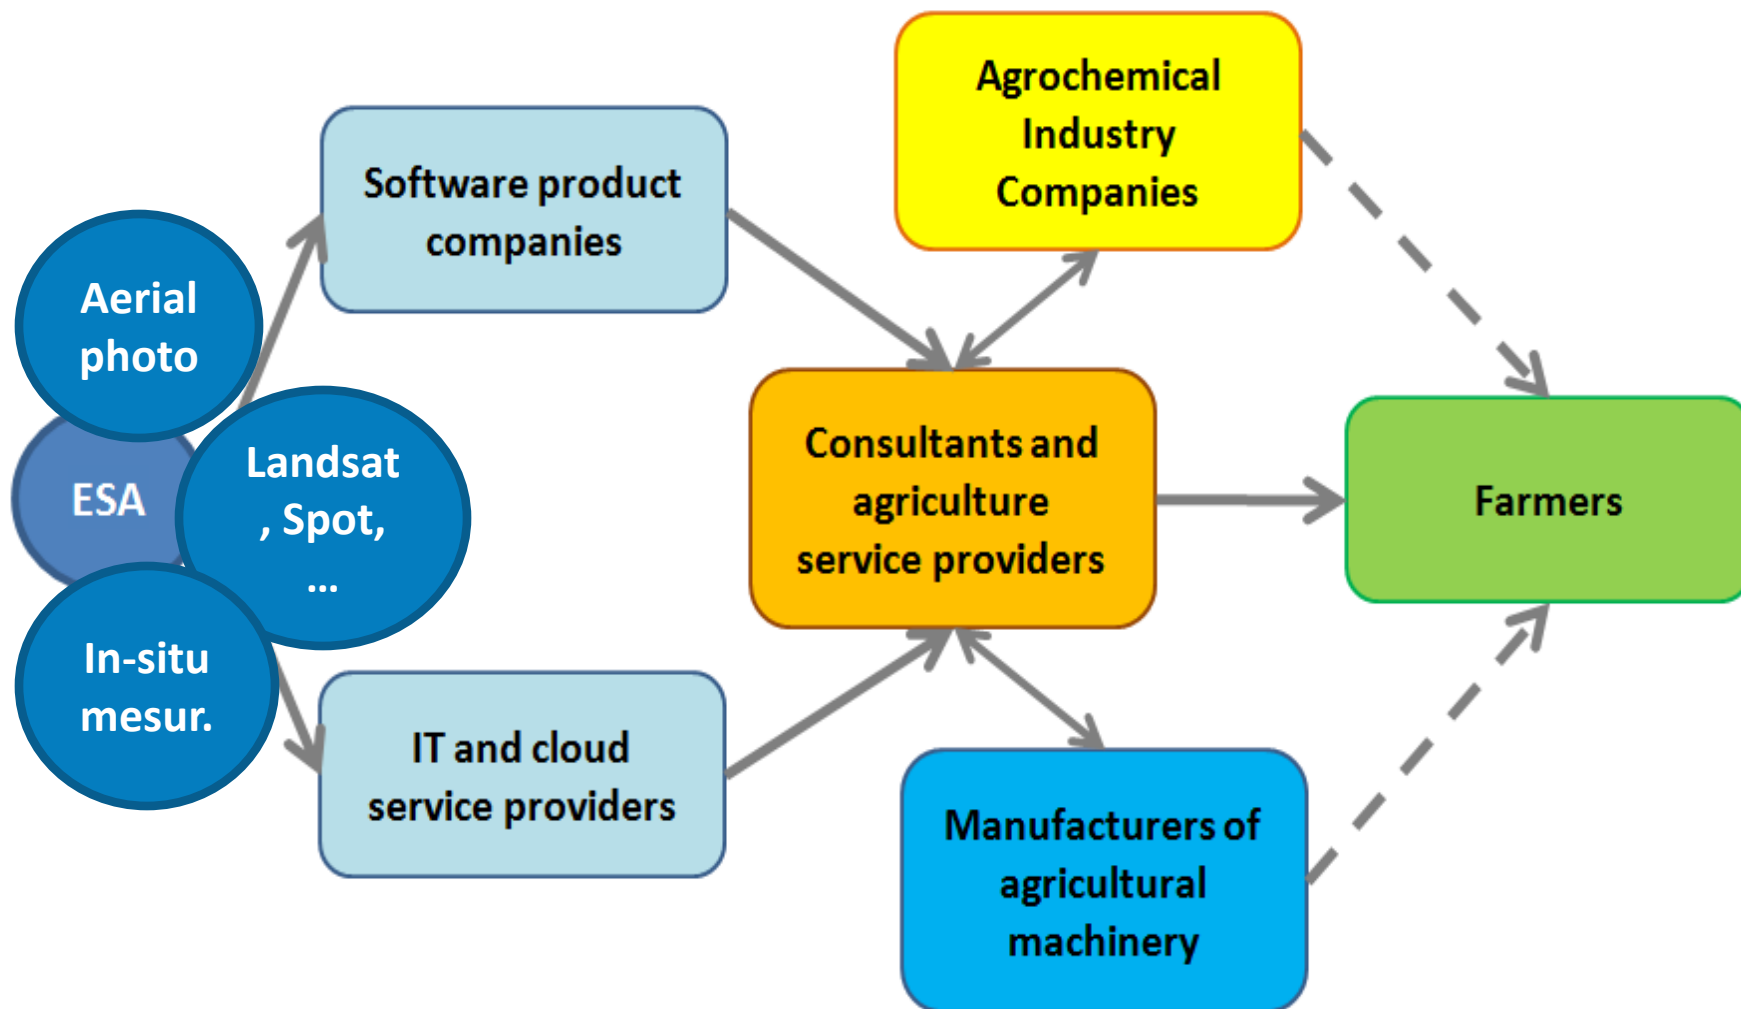 Aerial
photo
ESA
Landsat
, Spot,
...
In-situ
mesur.
Software product
companies
IT and cloud
service providers
Agrochemical
Industry
Companies
Consultants and
agriculture
service providers
Manufacturers of
agricultural
machinery
Farmers